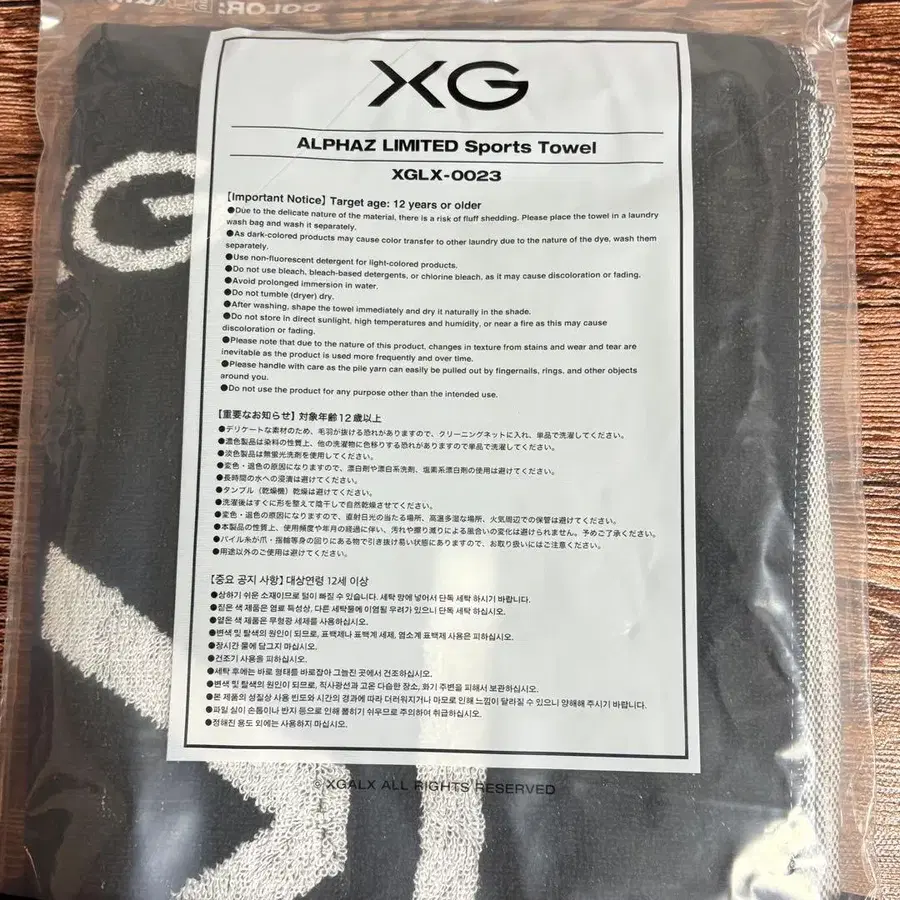 COLOR:
XG
ALPHAZ LIMITED Sports Towel
XGLX-0023
【Important Notice】 Target age: 12 years or older
●Due to the delicate nature of the material, there is a risk of fluff shedding. Please place the towel in a laundry
wash bag and wash it separately.
●As dark-colored products may cause color transfer to other laundry due to the nature of the dye, wash them
separately.
●Use non-fluorescent detergent for light-colored products.
●Do not use bleach, bleach-based detergents, or chlorine bleach, as it may cause discoloration or fading.
●Avoid prolonged immersion in water.
●Do not tumble (dryer) dry.
●After washing, shape the towel immediately and dry it naturally in the shade.
●Do not store in direct sunlight, high temperatures and humidity, or near a fire as this may cause
discoloration or fading.
●Please note that due to the nature of this product, changes in texture from stains and wear and tear are
inevitable as the product is used more frequently and over time.
●Please handle with care as the pile yarn can easily be pulled out by fingernails, rings, and other objects
around you.
●Do not use the product for any purpose other than the intended use.
【重要なお知らせ】対象年齢12歳以上
●デリケートな素材のため、毛羽が抜ける恐れがありますので、クリーニングネットに入れ、単品で洗濯してください。
●濃色製品は染料の性質上、他の洗濯物に色移りする恐れがありますので単品で洗濯してください。
●淡色製品は無蛍光洗剤を使用してください。
●変色・退色の原因になりますので、漂白剤や漂白系洗剤、塩素系漂白剤の使用は避けてください。
●長時間の水への浸漬は避けてください。
●タンブル（乾燥機）乾燥は避けてください。
●洗濯後はすぐに形を整えて陰干しで自然乾燥させてください。
●変色・退色の原因になりますので、直射日光の当たる場所、高温多湿な場所、火気周辺での保管は避けてください。
●本製品の性質上、使用頻度や年月の経過に伴い、汚れや擦り減りによる風合いの変化は避けられません。予めご了承ください。
●パイル糸が爪・指輪等身の回りにある物で引き抜け易い状態にありますので、お取り扱いにはご注意ください。
●用途以外のご使用は避けてください。
【중요 공지 사항】대상연령 12세 이상
●상하기 쉬운 소재이므로 털이 빠질 수 있습니다. 세탁 망에 넣어서 단독 세탁 하시기 바랍니다.
●짙은 색 제품은 염료 특성상, 다른 세탁물에 이염될 우려가 있으니 단독 세탁 하십시오.
●옅은 색 제품은 무형광 세제를 사용하십시오.
●변색 및 탈색의 원인이 되므로, 표백제나 표백계 세제, 염소계 표백제 사용은 피하십시오.
●장시간 물에 담그지 마십시오.
●건조기 사용을 피하십시오.
●세탁 후에는 바로 형태를 바로잡아 그늘진 곳에서 건조하십시오.
●변색 및 탈색의 원인이 되므로, 직사광선과 고온 다습한 장소, 화기 주변을 피해서 보관하십시오.
●본 제품의 성질상 사용 빈도와 시간의 경과에 따라 더러워지거나 마모로 인해 느낌이 달라질 수 있으니 양해해 주시기 바랍니다.
●파일 실이 손톱이나 반지 등으로 인해 뽑히기 쉬우므로 주의하여 취급하십시오.
●정해진 용도 외에는 사용하지 마십시오.
© XGALX ALL RIGHTS RESERVED